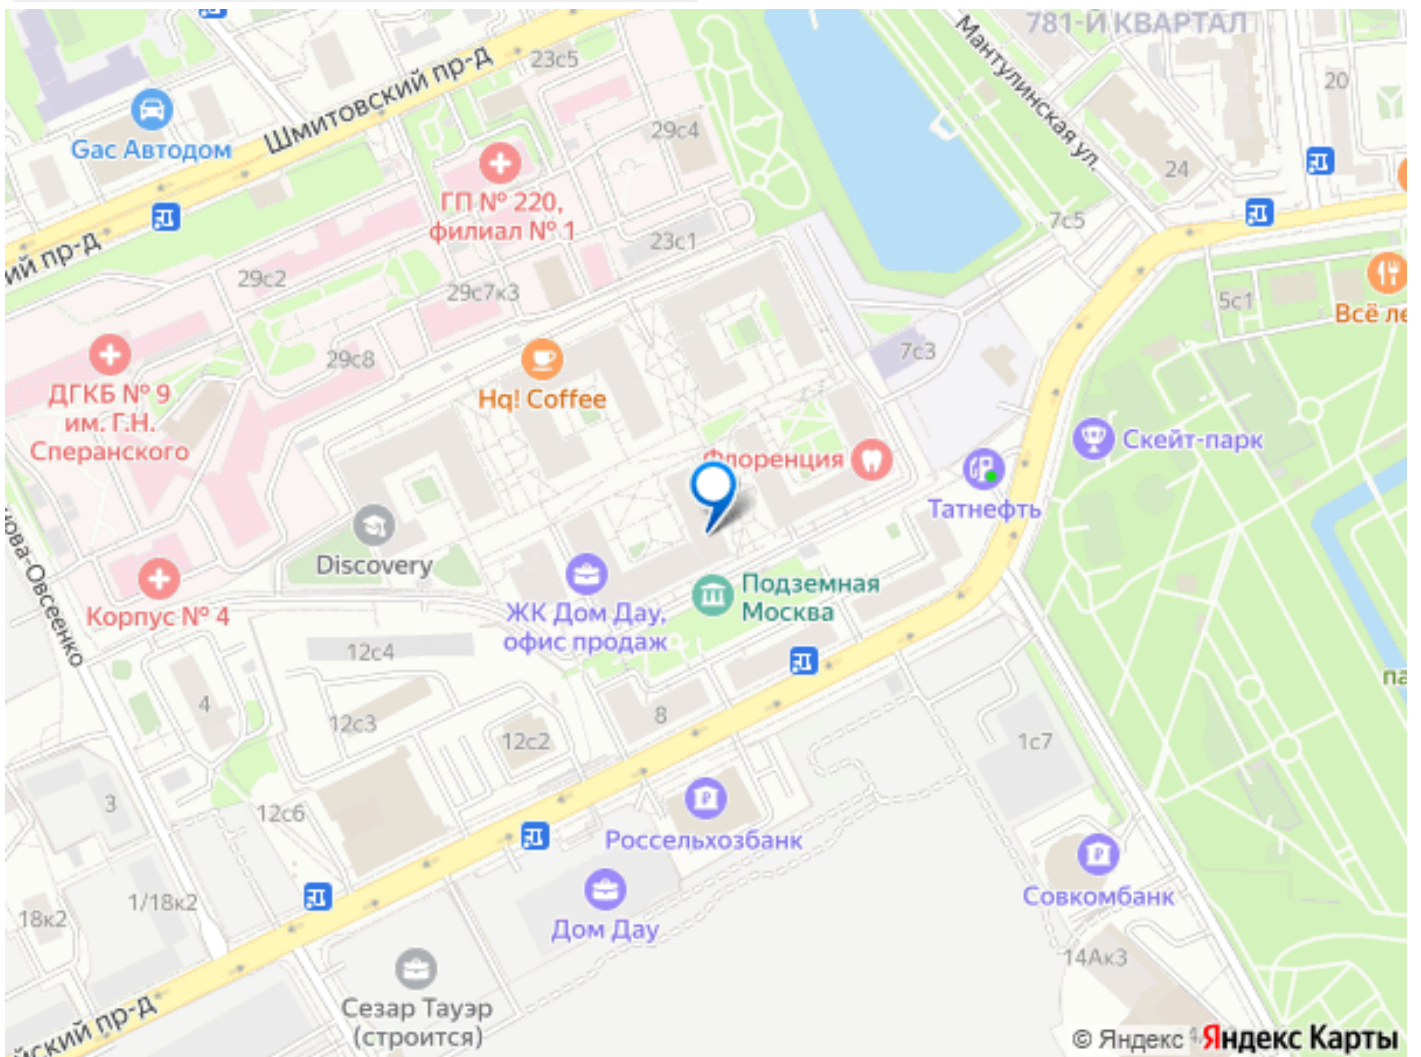 781-Й КВАРТАЛ
Мантулинская ул.
23с5
20
Шмитовский пр-д
Gac Автодом
29с4
24
ГП № 220,
филиал № 1
7с5
23с1
ий пр-д
29с2
29с7к3
5с1
Всё ле
7с3
29с8
ДГКБ № 9
им. Г.Н.
Сперанского
Hq! Coffee
Скейт-парк
Флоренция
Татнефть
нова-Овсеенко
Discovery
Подземная
Москва
Корпус № 4
ЖК Дом Дау,
офис продаж
12с4
па
4
8
12с3
12с2
1с7
3
12с6
Россельхозбанк
Совкомбанк
18к2
1/18к2
Дом Дау
14Ак3
Сезар Тауэр
(строится)
йский пр-д
© Яндекс
Яндекс Карты